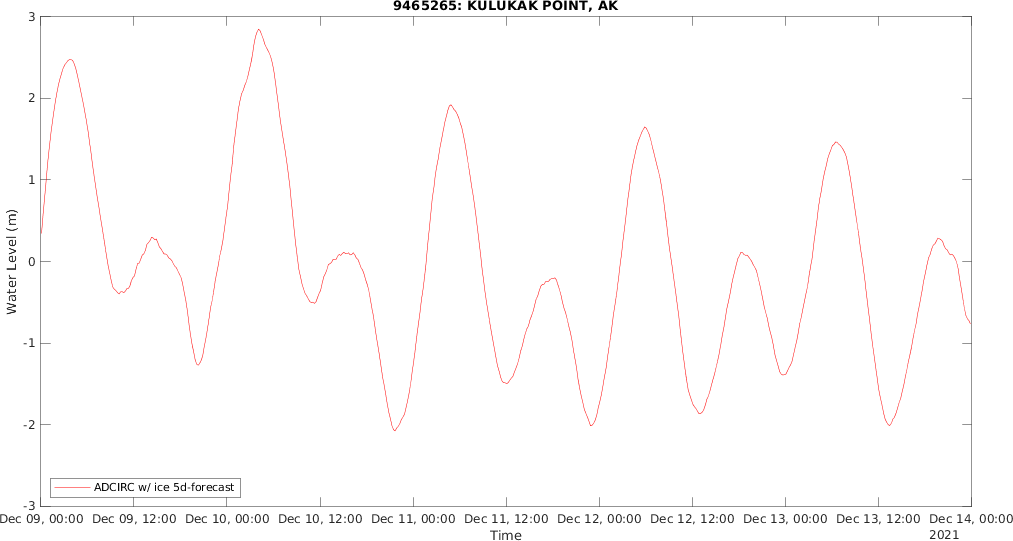 9465265: KULUKAK POINT, AK
Water Level (m)
3
2
1
0
-1
-2
-3
ADCIRC w/ ice 5d-forecast
Dec 09, 00:00 Dec 09, 12:00 Dec 10, 00:00 Dec 10, 12:00 Dec 11, 00:00 Dec 11, 12:00 Dec 12, 00:00 Dec 12, 12:00 Dec 13, 00:00 Dec 13, 12:00 Dec 14, 00:00
Time
2021